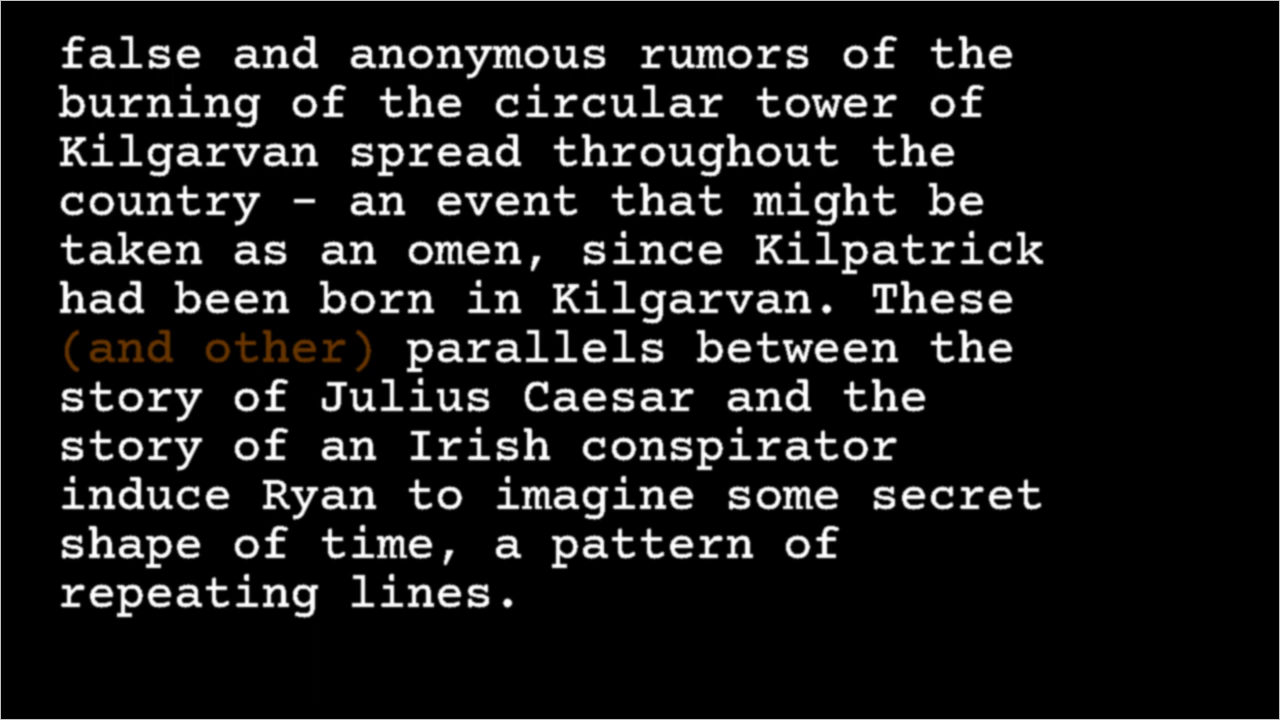 false and anonymous rumors of the
burning of the circular tower of
Kilgarvan spread throughout the
country – an event that might be
taken as an omen, since Kilpatrick
had been born in Kilgarvan. These
(and other) parallels between the
story of Julius Caesar and the
story of an Irish conspirator
induce Ryan to imagine some secret
shape of time, a pattern of
repeating lines.